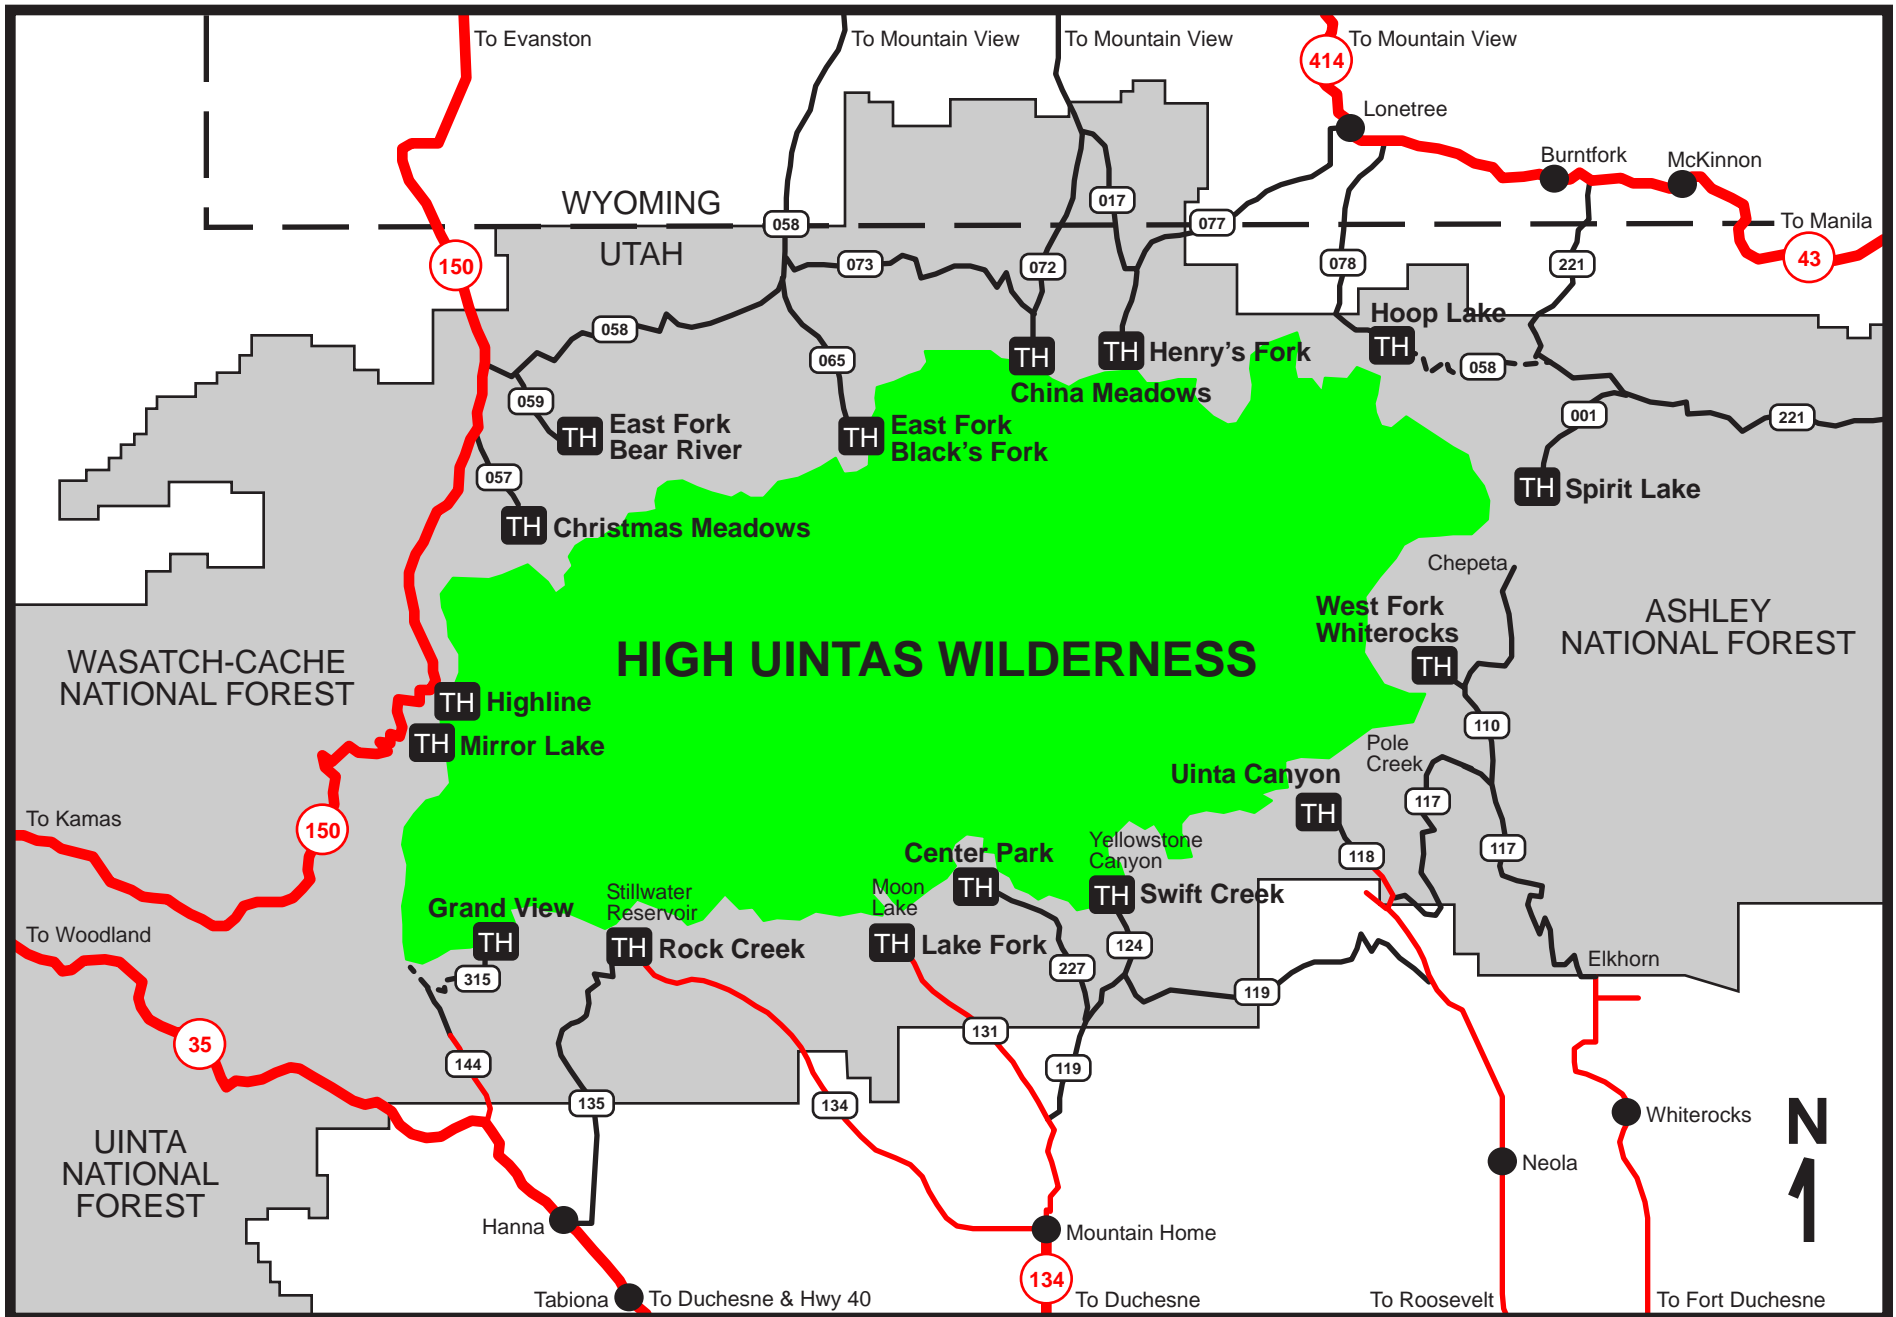 To Evanston
To Mountain View
To Mountain View
To Mountain View
414
Lonetree
Burntfork
McKinnon
WYOMING
017
058
077
To Manila
UTAH
150
073
072
078
221
43
Hoop Lake
TH
058
065
TH
TH
Henry's Fork
058
China Meadows
059
001
221
TH
East Fork
Bear River
TH
East Fork
Black's Fork
057
TH
Spirit Lake
TH
Christmas Meadows
Chepeta
West Fork
Whiterocks
TH
ASHLEY
NATIONAL FOREST
HIGH UINTAS WILDERNESS
WASATCH-CACHE
NATIONAL FOREST
TH
Highline
TH
Mirror Lake
110
Pole
Creek
Uinta Canyon
TH
117
To Kamas
150
118
117
Yellowstone
Canyon
Center Park
TH
Moon
Lake
TH
Swift Creek
Stillwater
Reservoir
Grand View
TH
TH
Rock Creek
TH
Lake Fork
124
To Woodland
315
227
119
Elkhorn
35
131
144
119
135
134
Whiterocks
N
UINTA
NATIONAL
FOREST
Neola
Hanna
Mountain Home
134
Tabiona
To Duchesne & Hwy 40
To Duchesne
To Roosevelt
To Fort Duchesne